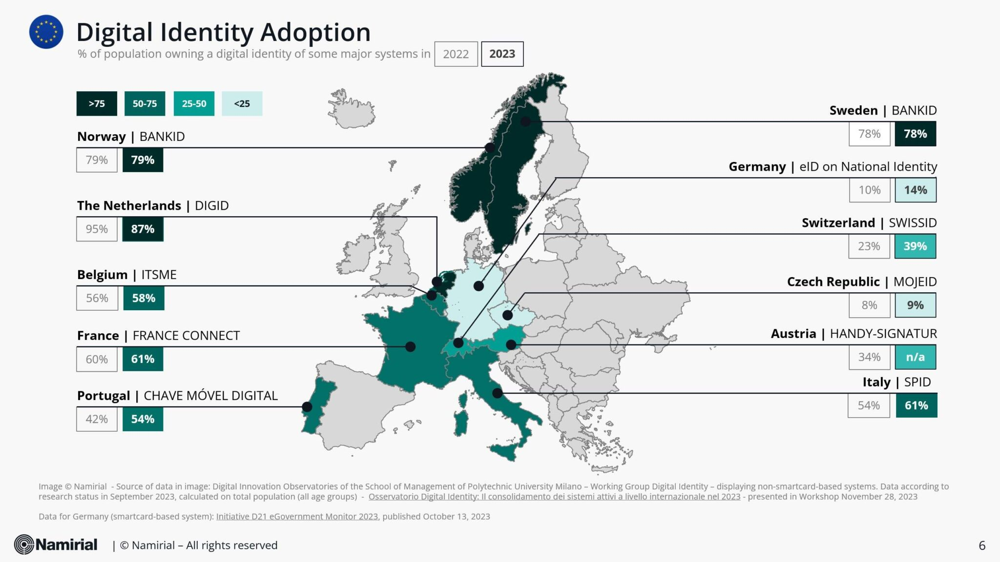 Digital Identity Adoption
% of population owning a digital identity of some major systems in 2022 2023
>75 50-75 25-50 <25
Norway | BANKID
79% 79%
The Netherlands | DIGID
95% 87%
Belgium | ITSME
56% 58%
France | FRANCE CONNECT
60% 61%
Portugal | CHAVE MÓVEL DIGITAL
42% 54%
Sweden | BANKID
78% 78%
Germany | eID on National Identity
10% 14%
Switzerland | SWISSID
23% 39%
Czech Republic | MOJEID
8% 9%
Austria | HANDY-SIGNATUR
34% n/a
Italy | SPID
54% 61%
Image © Namirial - Source of data in image: Digital Innovation Observatories of the School of Management of Polytechnic University Milano – Working Group Digital Identity – displaying non-smartcard-based systems. Data according to
research status in September 2023, calculated on total population (all age groups) - Osservatorio Digital Identity: Il consolidamento dei sistemi attivi a livello internazionale nel 2023 - presented in Workshop November 28, 2023
Data for Germany (smartcard-based system): Initiative D21 eGovernment Monitor 2023, published October 13, 2023
Namirial | © Namirial – All rights reserved
6